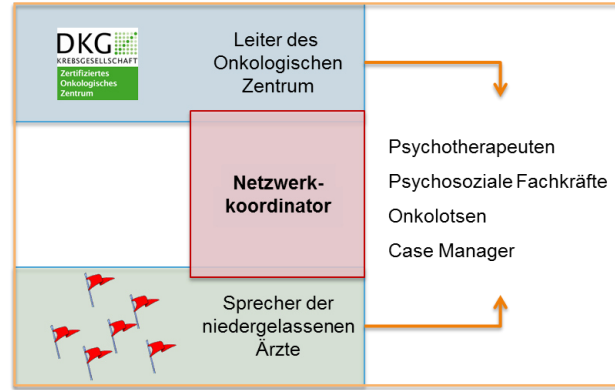 DKG
KREBSGESELLSCHAFT
Zertifiziertes
Onkologisches
Zentrum
Leiter des
Onkologischen
Zentrum
Netzwerk-
koordinator
Sprecher der
niedergelassenen
Ärzte
Psychotherapeuten
Psychosoziale Fachkräfte
Onkolotsen
Case Manager